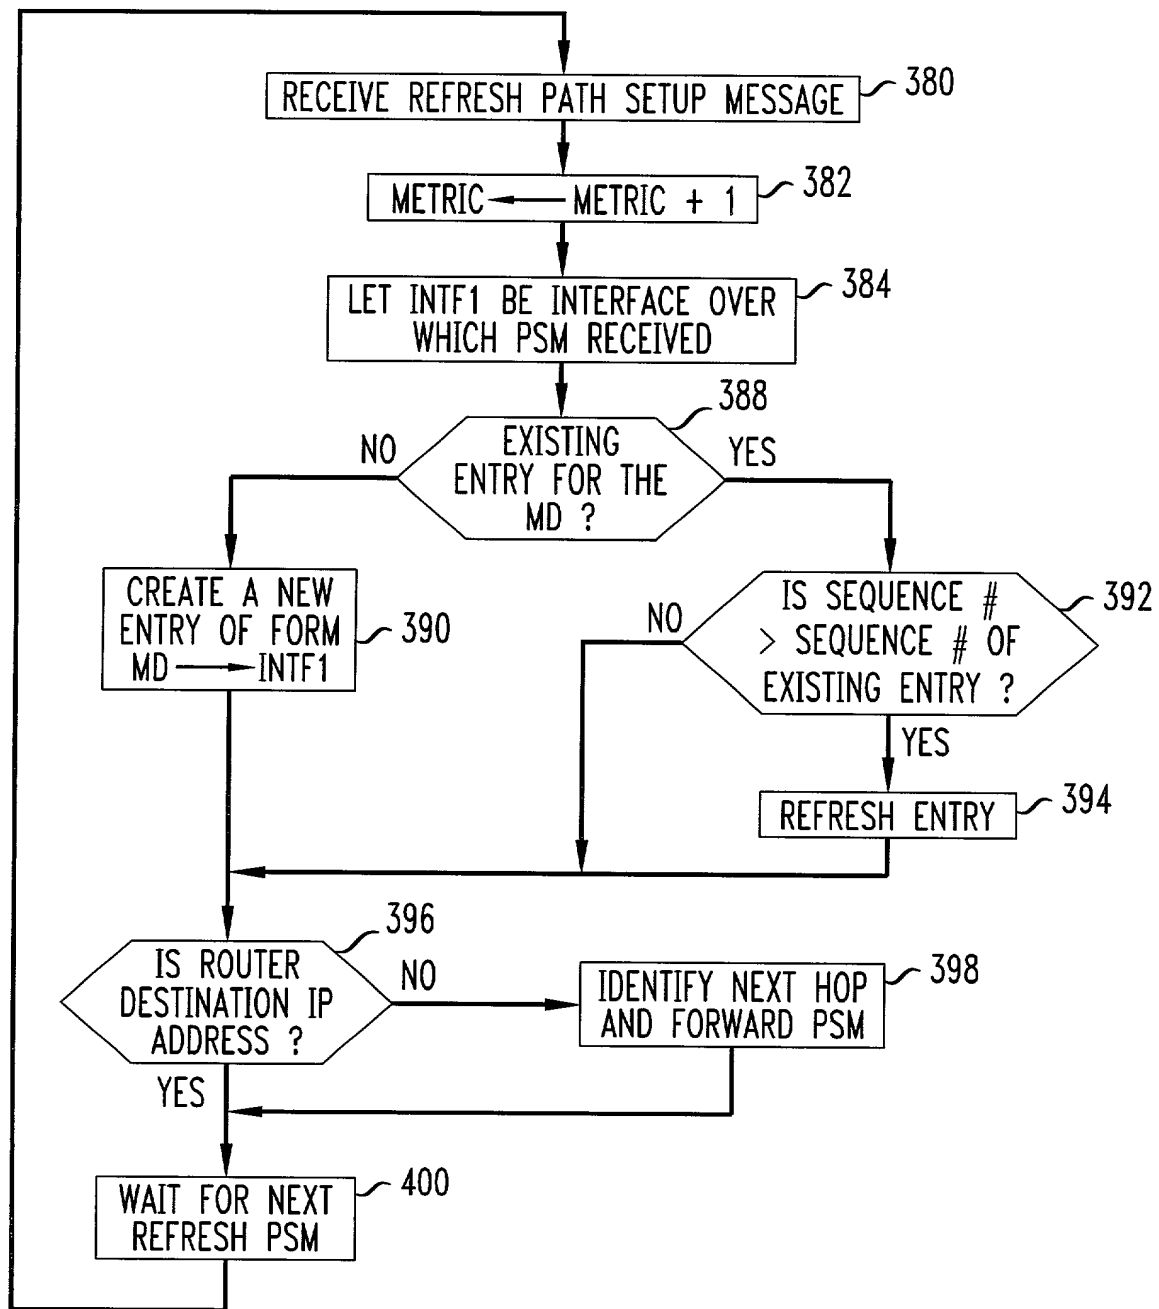 RECEIVE REFRESH PATH SETUP MESSAGE
380
METRIC ← METRIC + 1
382
LET INTF1 BE INTERFACE OVER
WHICH PSM RECEIVED
384
388
EXISTING
ENTRY FOR THE
MD ?
NO
YES
CREATE A NEW
ENTRY OF FORM
MD → INTF1
390
IS SEQUENCE #
> SEQUENCE # OF
EXISTING ENTRY ?
392
NO
YES
REFRESH ENTRY
394
396
IS ROUTER
DESTINATION IP
ADDRESS ?
NO
IDENTIFY NEXT HOP
AND FORWARD PSM
398
YES
WAIT FOR NEXT
REFRESH PSM
400